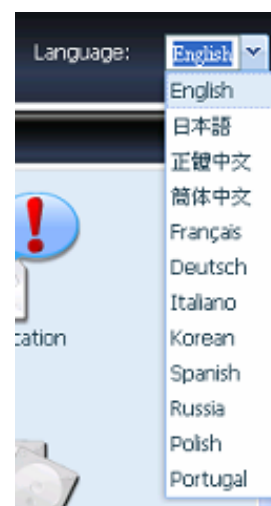 Language: English
English
日本語
正體中文
簡体中文
Français
Deutsch
Italiano
cation
Korean
Spanish
Russia
Polish
Portugal